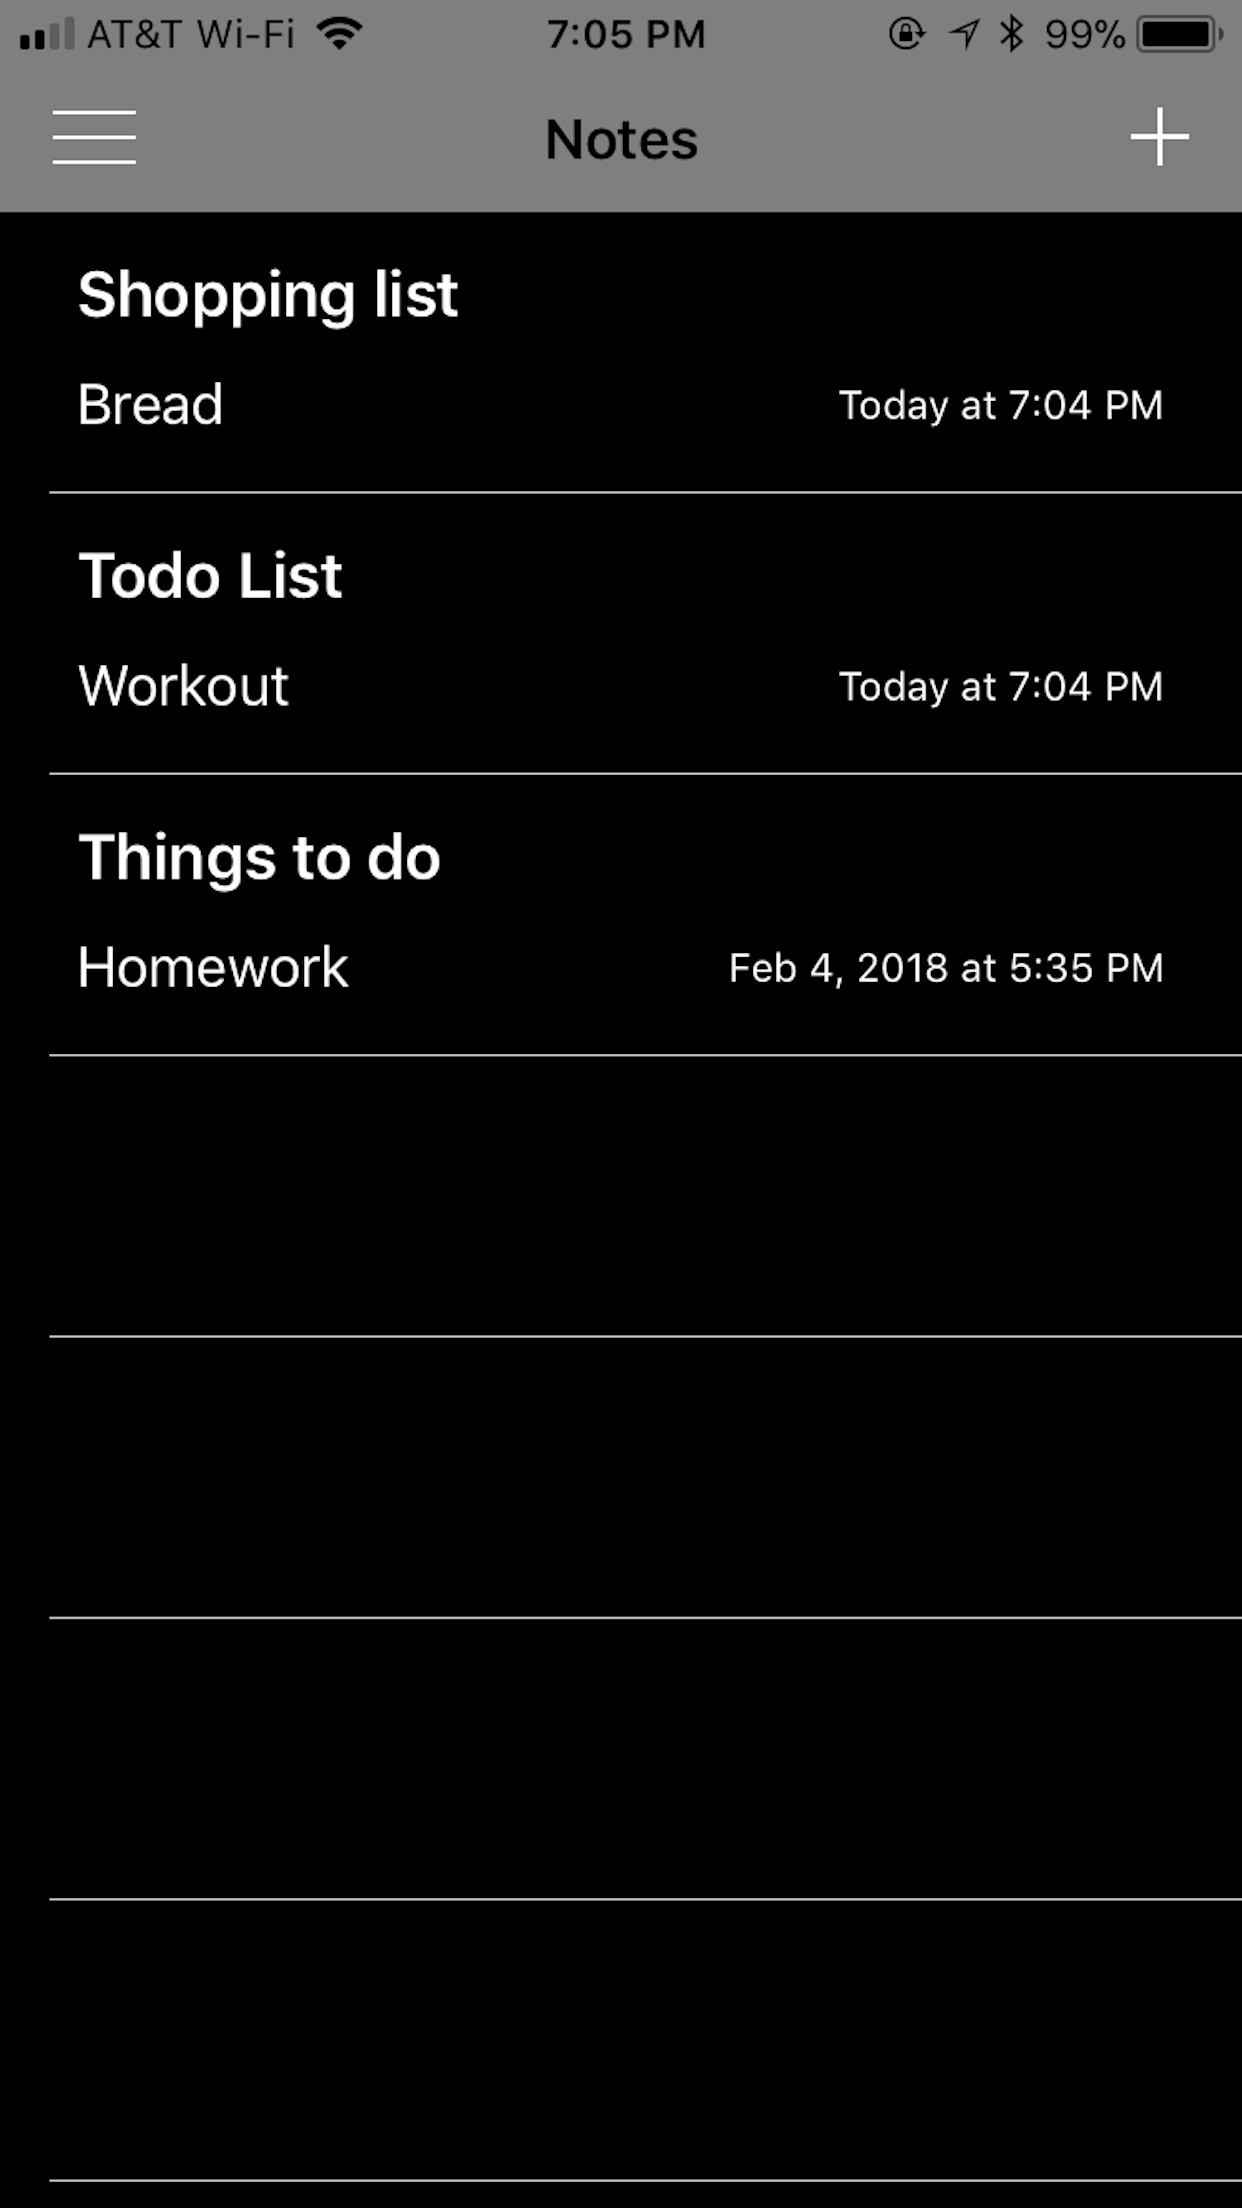 AT&T Wi-Fi 7:05 PM 99%
Notes
Shopping list
Bread Today at 7:04 PM
Todo List
Workout Today at 7:04 PM
Things to do
Homework Feb 4, 2018 at 5:35 PM